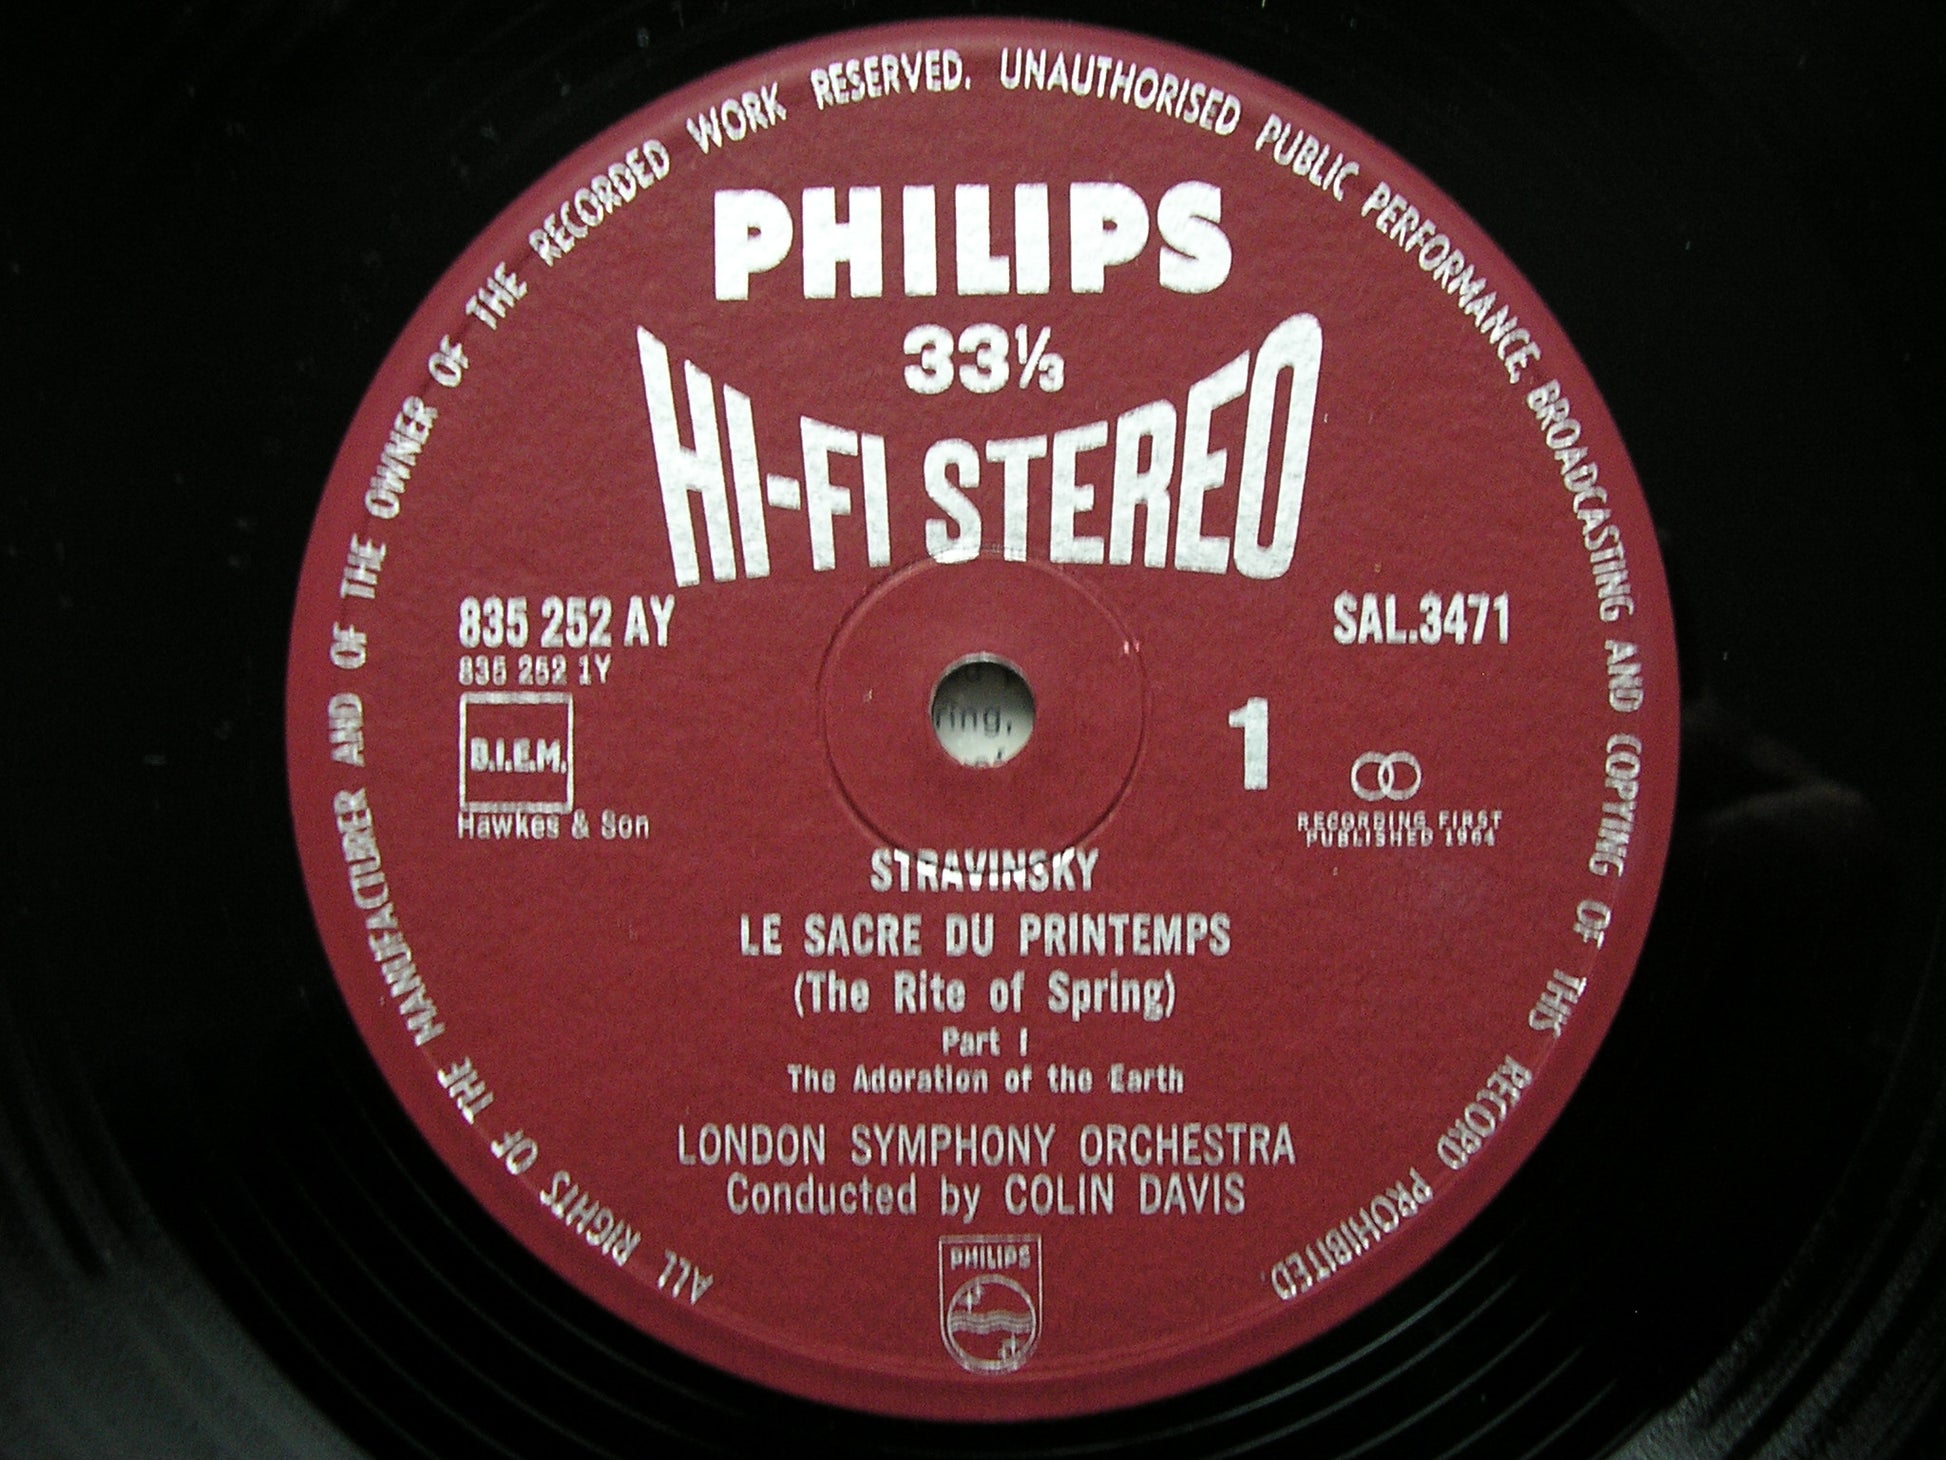 ALL RIGHTS OF THE MANUFACTURER AND OF THE OWNER OF THE RECORDED WORK RESERVED. UNAUTHORISED PUBLIC PERFORMANCE, BROADCASTING AND COPYING OF THIS RECORD PROHIBITED
PHILIPS
33⅓
HI-FI STEREO
835 252 AY
SAL.3471
835 252 1Y
B.I.E.M.
1
Hawkes & Son
RECORDING FIRST
PUBLISHED 1964
STRAVINSKY
LE SACRE DU PRINTEMPS
(The Rite of Spring)
Part I
The Adoration of the Earth
LONDON SYMPHONY ORCHESTRA
Conducted by COLIN DAVIS
PHILIPS